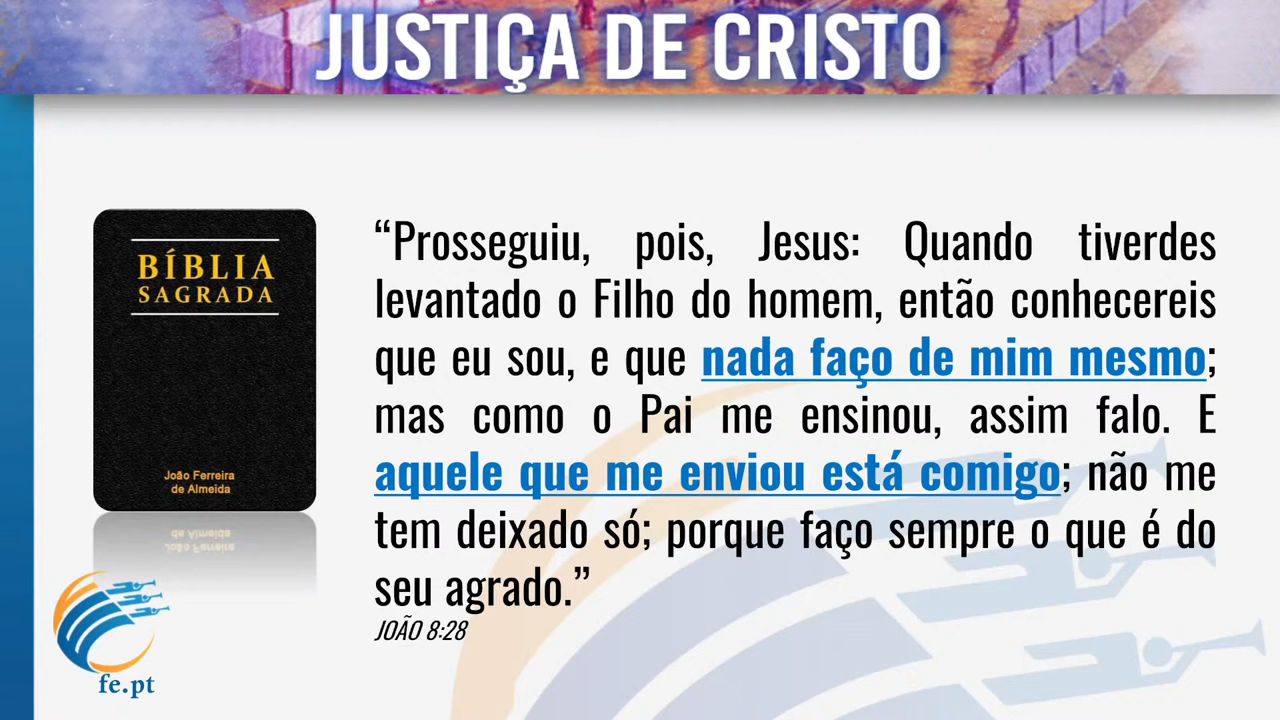 JUSTIÇA DE CRISTO
BÍBLIA
SAGRADA
João Ferreira
de Almeida
“Prosseguiu, pois, Jesus: Quando tiverdes
levantado o Filho do homem, então conhecereis
que eu sou, e que nada faço de mim mesmo;
mas como o Pai me ensinou, assim falo. E
aquele que me enviou está comigo; não me
tem deixado só; porque faço sempre o que é do
seu agrado.”
JOÃO 8:28
fe.pt